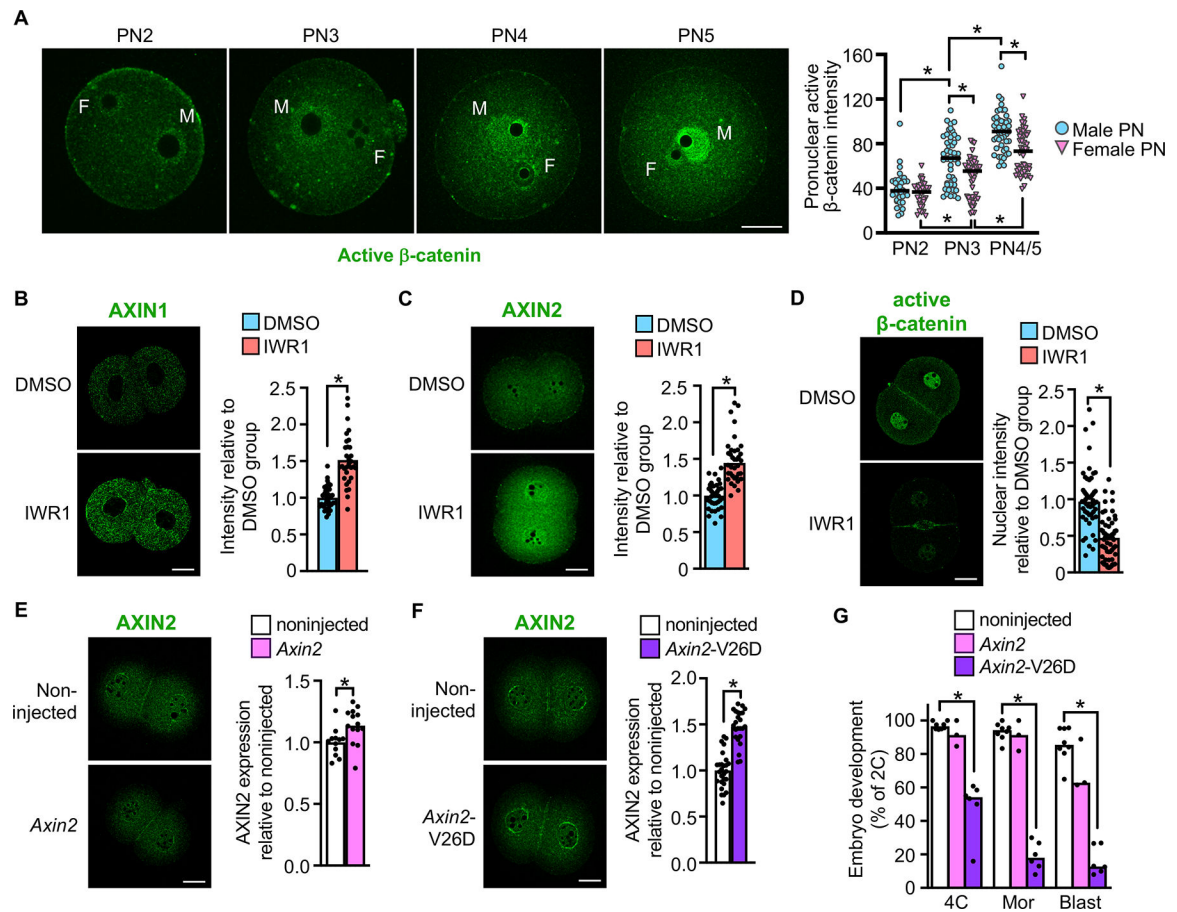 A
PN2
PN3
PN4
PN5
F
M
M
F
M
F
M
F
Active β-catenin
Pronuclear active
β-catenin intensity
160
120
80
40
0
*
*
*
*
*
*
PN2
PN3
PN4/5
Male PN
Female PN
B
AXIN1
DMSO
IWR1
DMSO
IWR1
Intensity relative to
DMSO group
2.5
2.0
1.5
1.0
0.5
0
*
C
AXIN2
DMSO
IWR1
DMSO
IWR1
Intensity relative to
DMSO group
2.5
2.0
1.5
1.0
0.5
0
*
D
active
β-catenin
DMSO
IWR1
DMSO
IWR1
Nuclear intensity
relative to DMSO group
2.5
2.0
1.5
1.0
0.5
0
*
E
AXIN2
Non-
injected
Axin2
noninjected
Axin2
AXIN2 expression
relative to noninjected
1.5
1.0
0.5
0.0
*
F
AXIN2
Non-
injected
Axin2-
V26D
noninjected
Axin2-V26D
AXIN2 expression
relative to noninjected
2.0
1.5
1.0
0.5
0.0
*
G
noninjected
Axin2
Axin2-V26D
Embryo development
(% of 2C)
100
80
60
40
20
0
*
*
*
4C
Mor
Blast